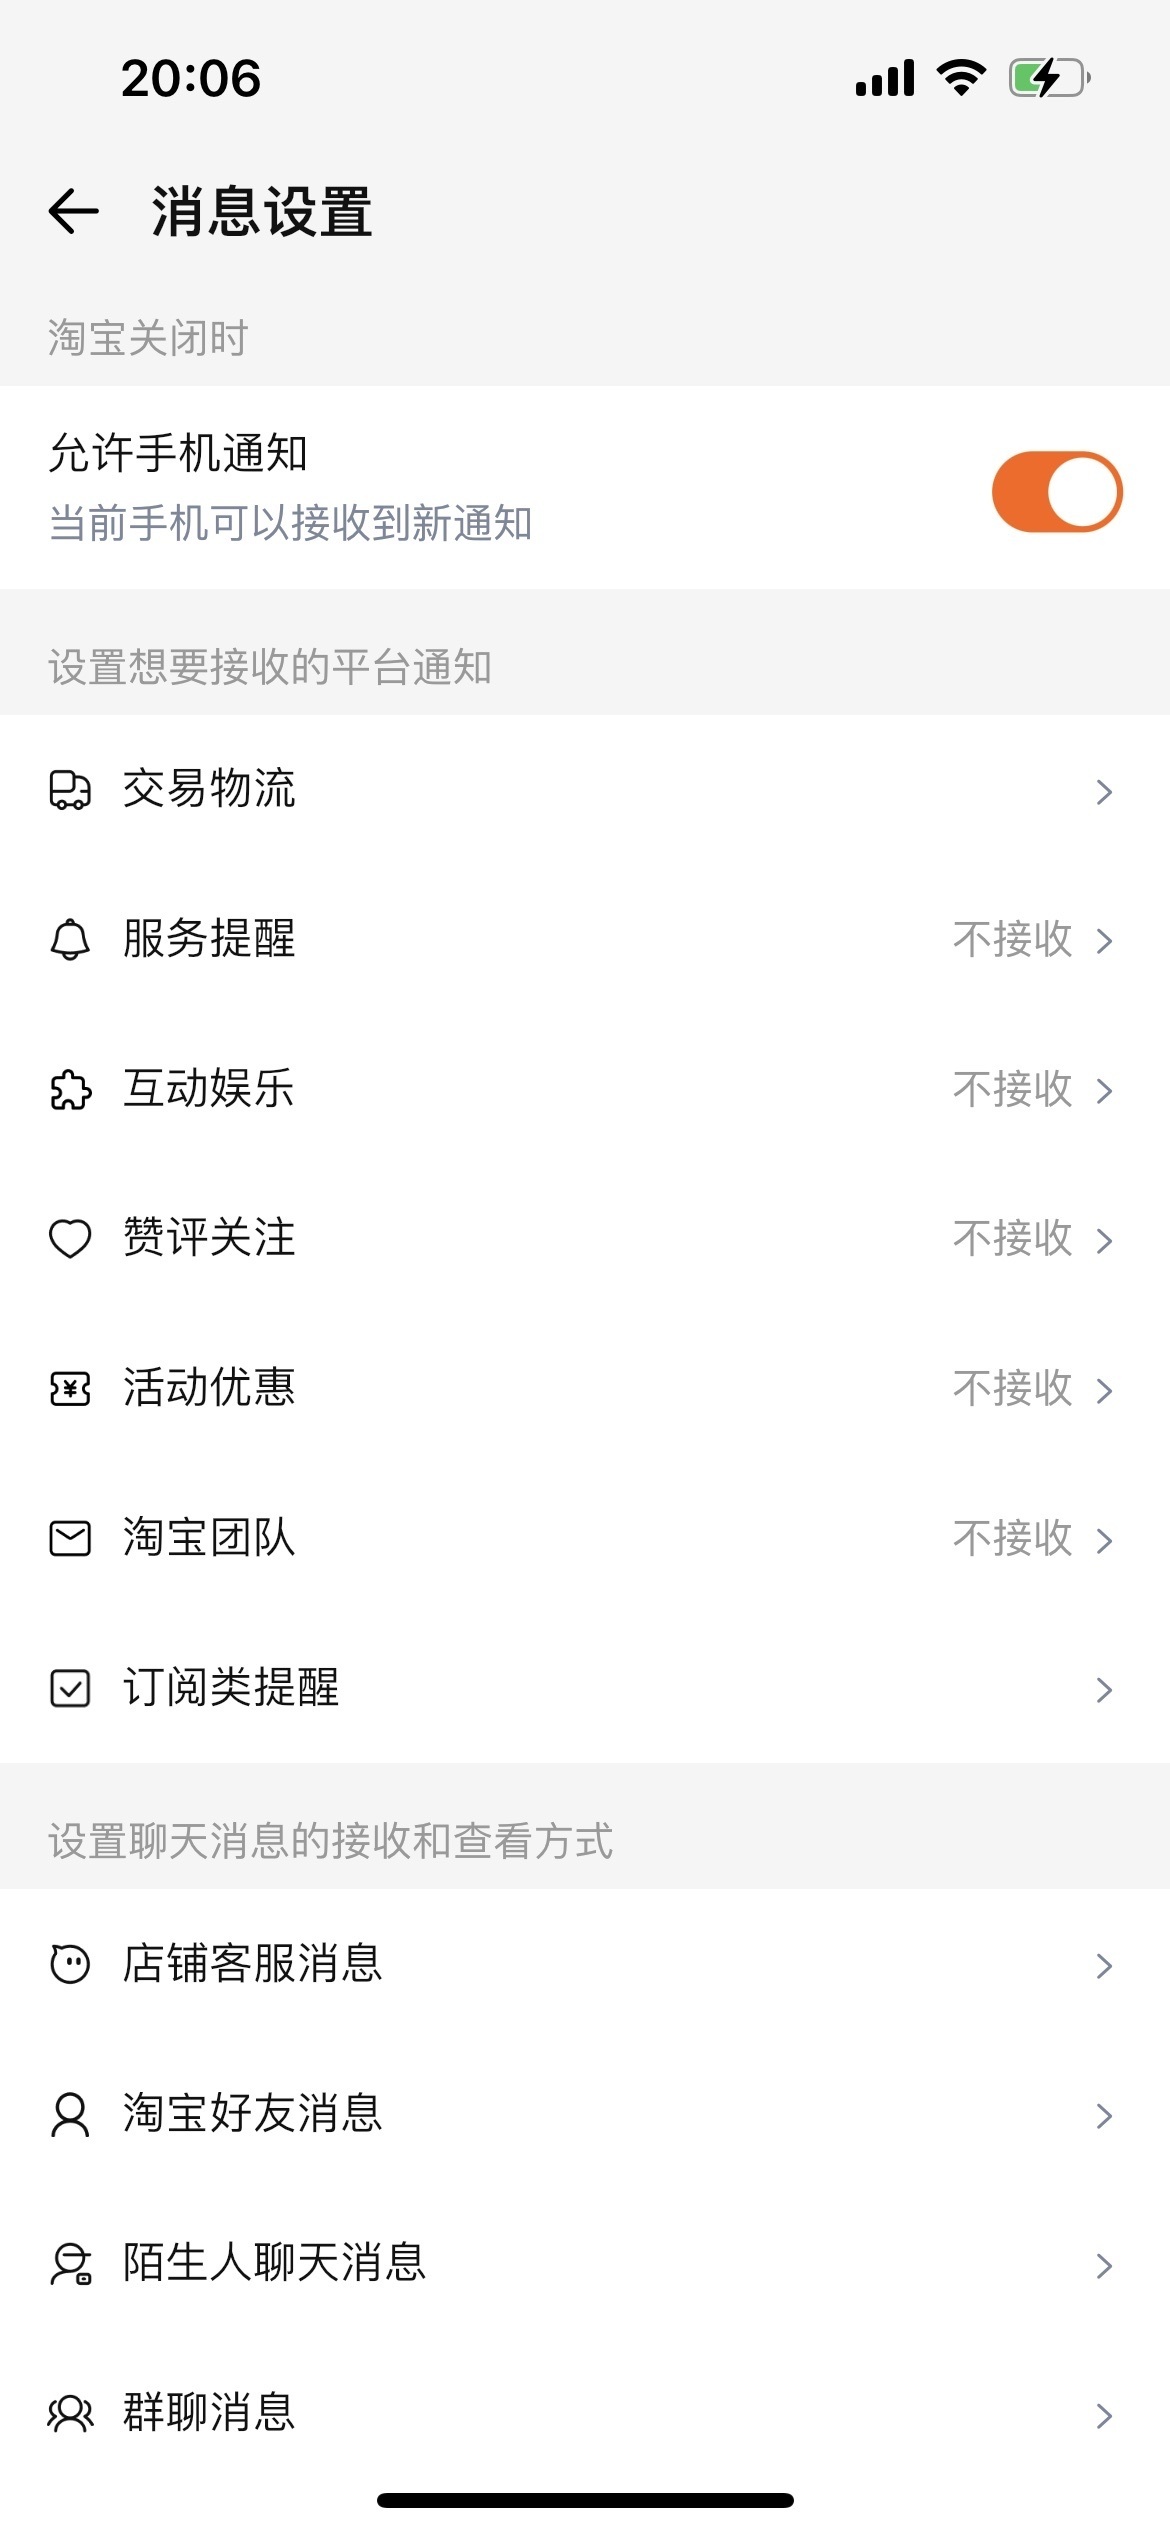 20:06
消息设置
淘宝关闭时
允许手机通知
当前手机可以接收到新通知
设置想要接收的平台通知
交易物流
服务提醒 不接收
互动娱乐 不接收
赞评关注 不接收
活动优惠 不接收
淘宝团队 不接收
订阅类提醒
设置聊天消息的接收和查看方式
店铺客服消息
淘宝好友消息
陌生人聊天消息
群聊消息